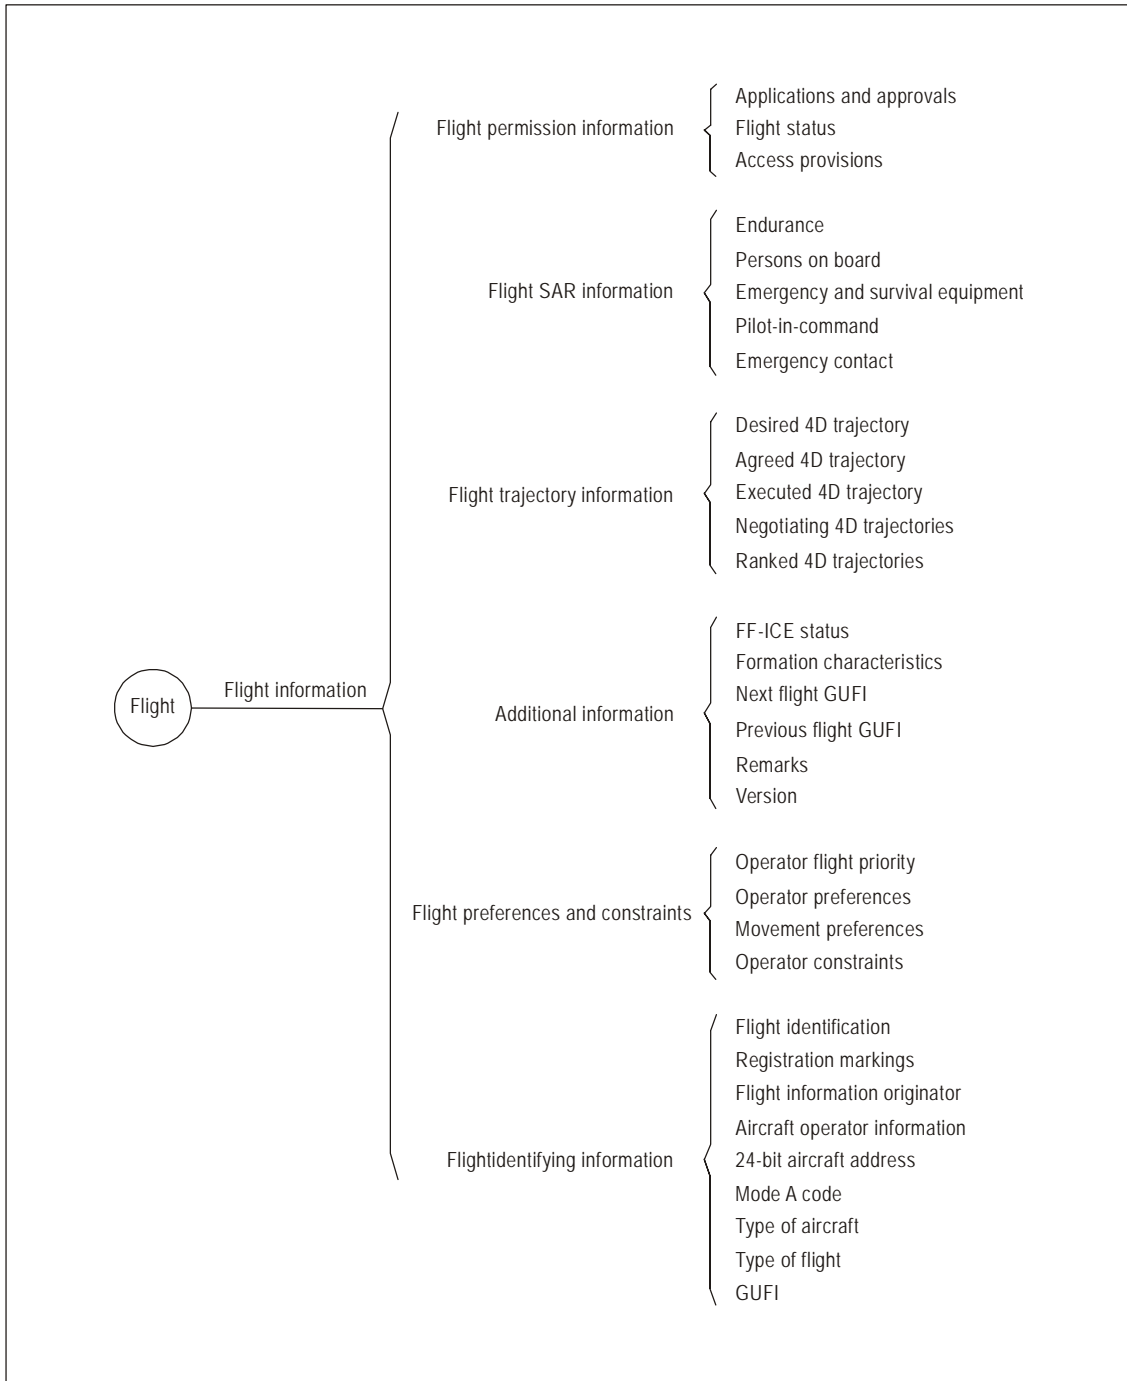 Flight
Flight information
Flight permission information
Applications and approvals
Flight status
Access provisions
Flight SAR information
Endurance
Persons on board
Emergency and survival equipment
Pilot-in-command
Emergency contact
Flight trajectory information
Desired 4D trajectory
Agreed 4D trajectory
Executed 4D trajectory
Negotiating 4D trajectories
Ranked 4D trajectories
Additional information
FF-ICE status
Formation characteristics
Next flight GUFI
Previous flight GUFI
Remarks
Version
Flight preferences and constraints
Operator flight priority
Operator preferences
Movement preferences
Operator constraints
Flightidentifying information
Flight identification
Registration markings
Flight information originator
Aircraft operator information
24-bit aircraft address
Mode A code
Type of aircraft
Type of flight
GUFI